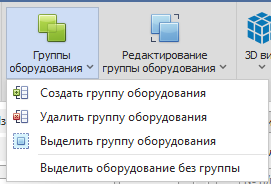 Группы
оборудования
Редактирование
группы оборудования
3D ви
Создать группу оборудования
Удалить группу оборудования
Выделить группу оборудования
Выделить оборудование без группы